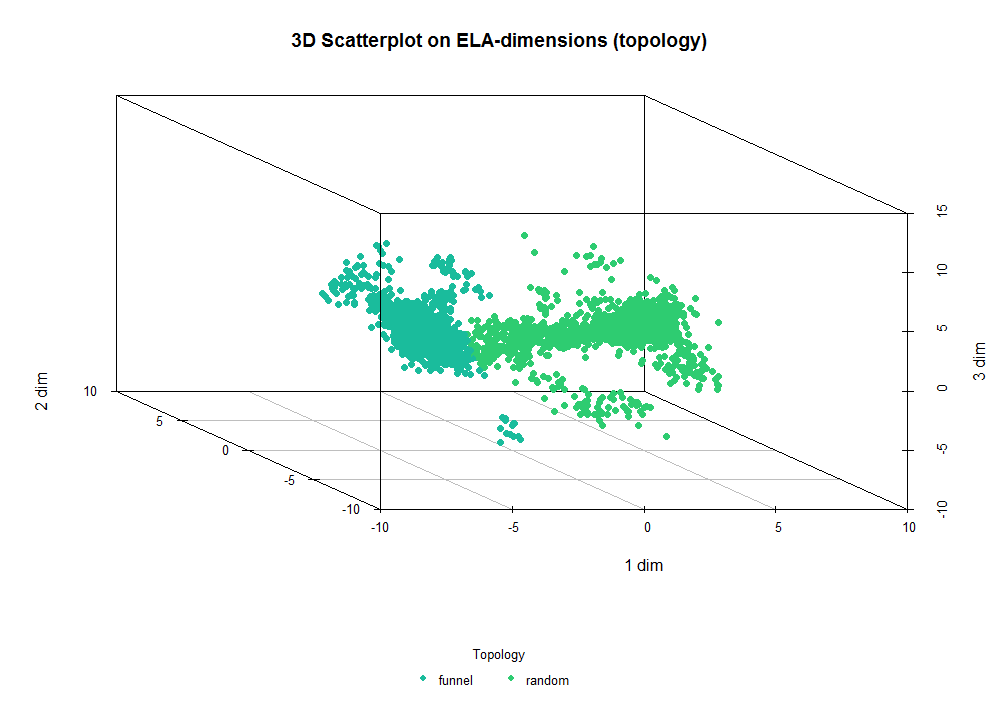 3D Scatterplot on ELA-dimensions (topology)
15
10
5
0
-5
-10
3 dim
2 dim
10
5
0
-5
-10
-10
-5
0
5
10
1 dim
Topology
funnel
random